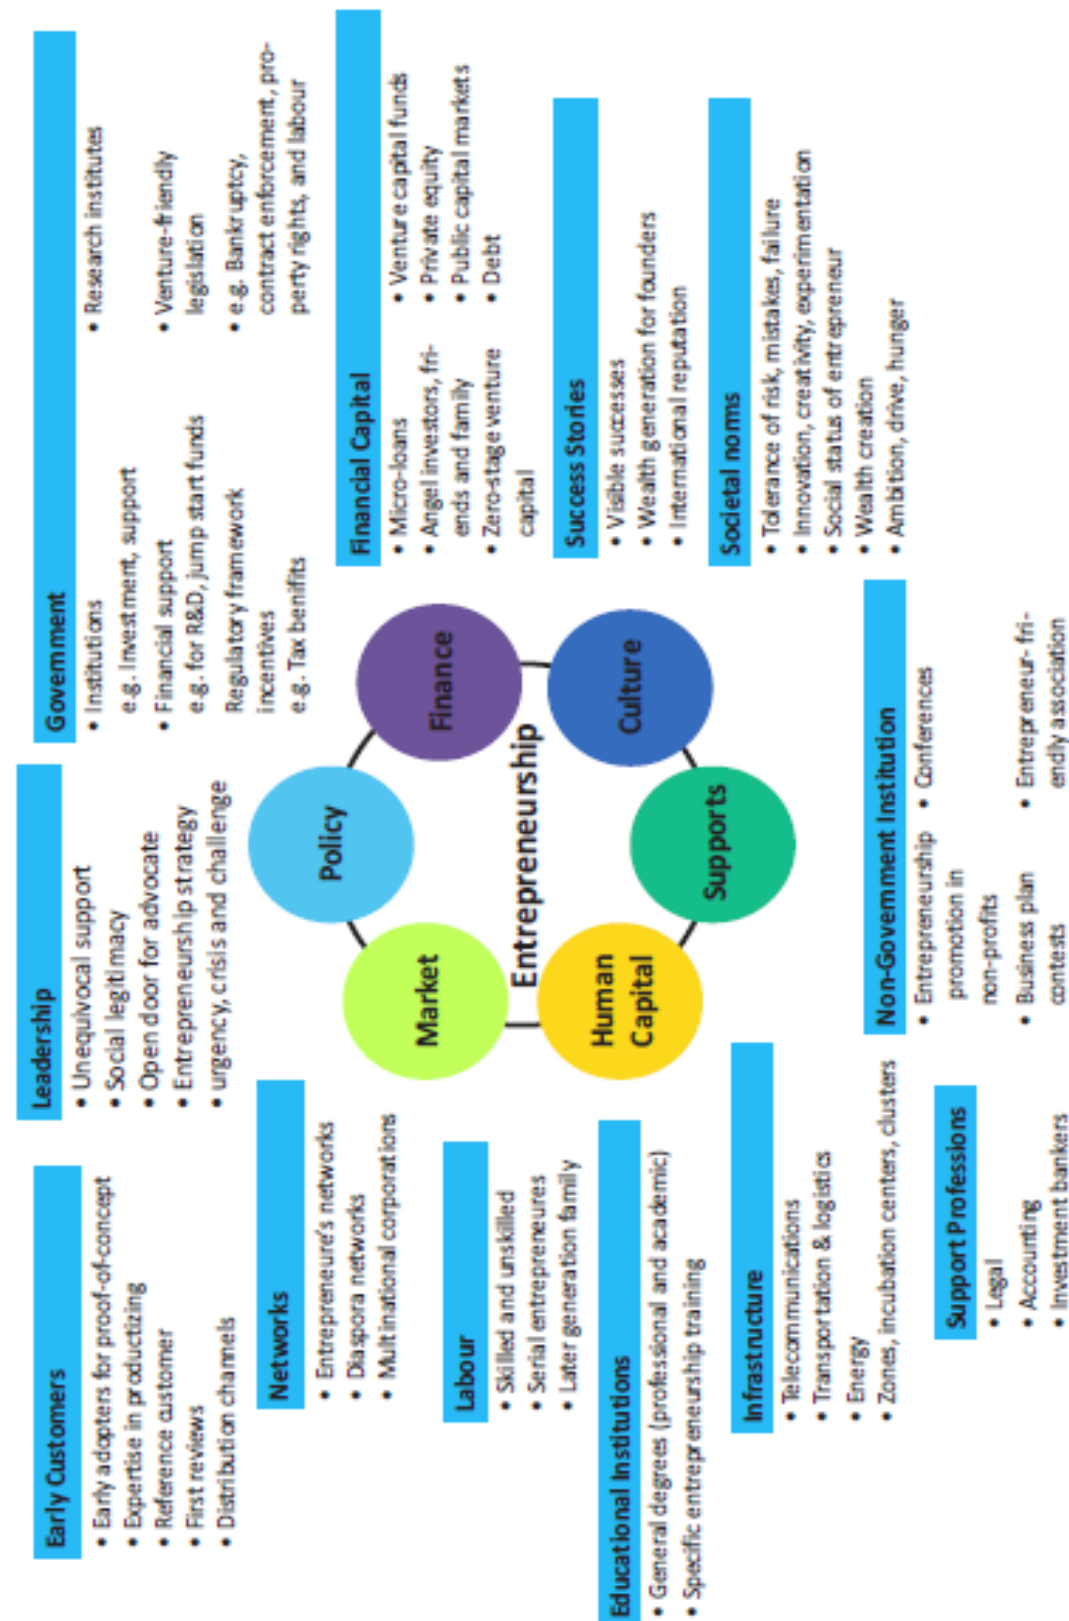 Early Customers
• Early adopters for proof-of-concept
• Expertise in productizing
• Reference customer
• First reviews
• Distribution channels
Leadership
• Unequivocal support
• Social legitimacy
• Open door for advocate
• Entrepreneurship strategy
• urgency, crisis and challenge
Government
• Institutions
e.g. Investment, support
• Financial support
e.g. for R&D, jump start funds
Regulatory framework
incentives
e.g. Tax benifits
• Research institutes
• Venture-friendly
legislation
• e.g. Bankruptcy,
contract enforcement, pro-
perty rights, and labour
Networks
• Entrepreneure's networks
• Diaspora networks
• Multinational corporations
Labour
• Skilled and unskilled
• Serial entrepreneures
• Later generation family
Educational Institutions
• General degrees (professional and academic)
• Specific entrepreneurship training
Infrastructure
• Telecommunications
• Transportation & logistics
• Energy
• Zones, incubation centers, clusters
Support Professions
• Legal
• Accounting
• Investment bankers
Policy
Market
Finance
Entrepreneurship
Human
Capital
Culture
Supports
Financial Capital
• Micro-loans
• Angel investors, fri-
ends and family
• Zero-stage venture
capital
• Venture capital funds
• Private equity
• Public capital markets
• Debt
Success Stories
• Visible successes
• Wealth generation for founders
• International reputation
Societal norms
• Tolerance of risk, mistakes, failure
• Innovation, creativity, experimentation
• Social status of entrepreneur
• Wealth creation
• Ambition, drive, hunger
Non-Government Institution
• Entrepreneurship
promotion in
non-profits
• Business plan
contests
• Conferences
• Entrepreneur- fri-
endly association